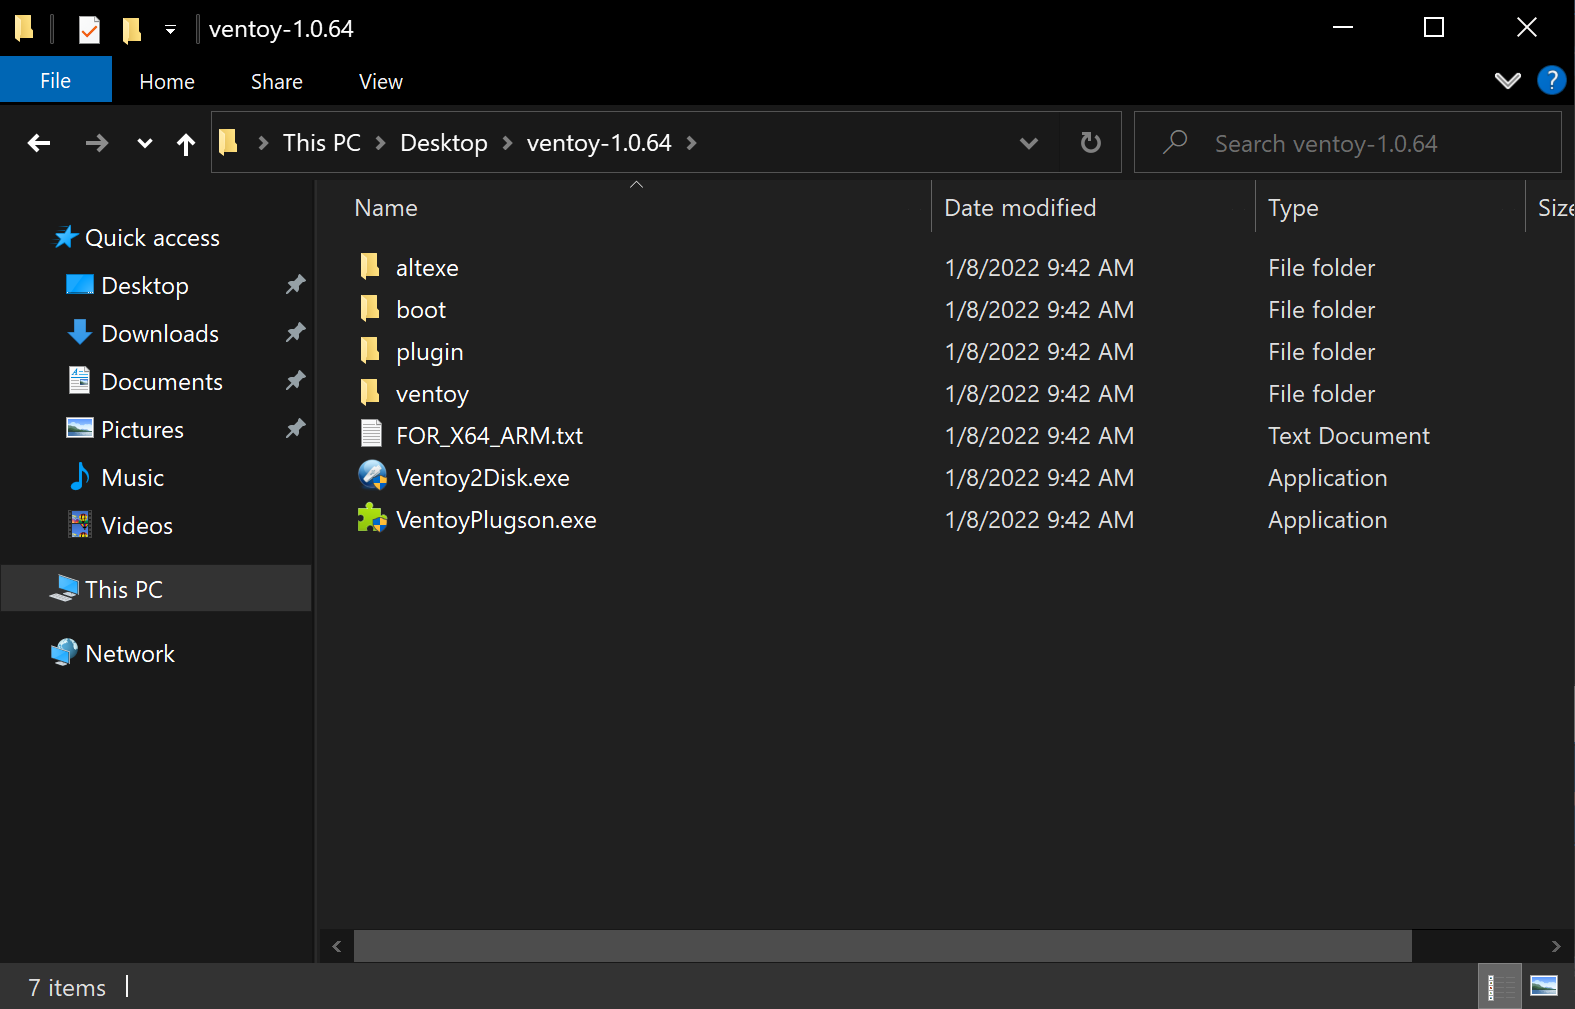 ventoy-1.0.64
File Home Share View ?
This PC Desktop ventoy-1.0.64 Search ventoy-1.0.64
Name Date modified Type Size
Quick access
Desktop
Downloads
Documents
Pictures
Music
Videos
This PC
Network
altexe 1/8/2022 9:42 AM File folder
boot 1/8/2022 9:42 AM File folder
plugin 1/8/2022 9:42 AM File folder
ventoy 1/8/2022 9:42 AM File folder
FOR_X64_ARM.txt 1/8/2022 9:42 AM Text Document
Ventoy2Disk.exe 1/8/2022 9:42 AM Application
VentoyPlugson.exe 1/8/2022 9:42 AM Application
7 items